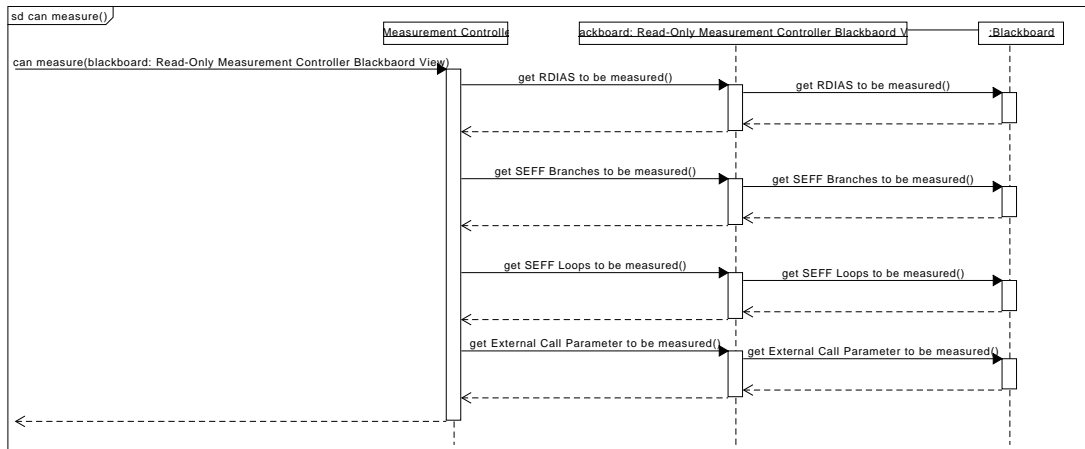 sd can measure()
Measurement Controlle
ackboard: Read-Only Measurement Controller Blackboard V
:Blackboard
can measure(blackboard: Read-Only Measurement Controller Blackbaord View)
get RDIAS to be measured()
get RDIAS to be measured()
get SEFF Branches to be measured()
get SEFF Branches to be measured()
get SEFF Loops to be measured()
get SEFF Loops to be measured()
get External Call Parameter to be measured()
get External Call Parameter to be measured()